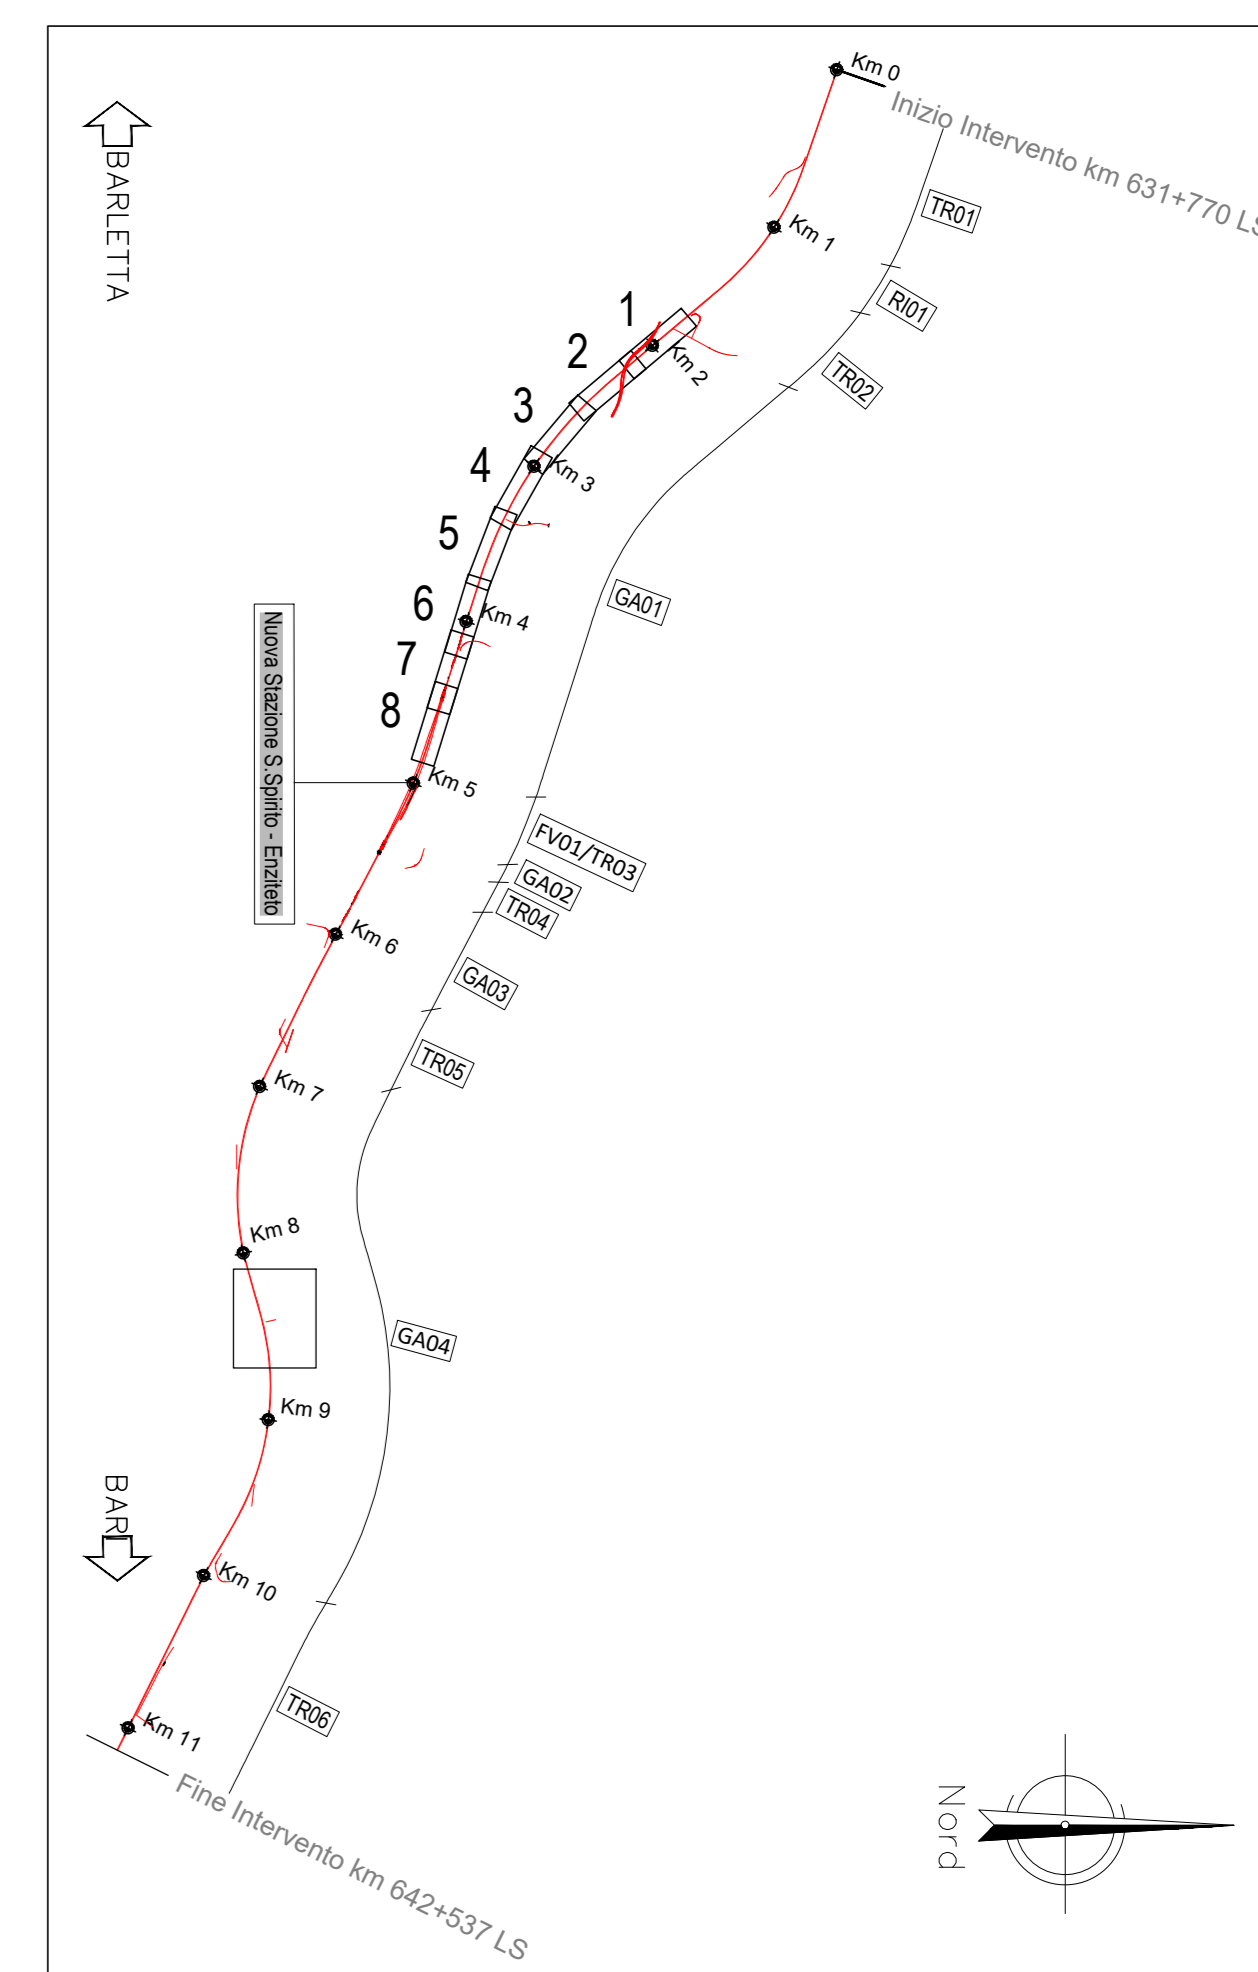 Km 0
Inizio Intervento km 631+770 LS
BARLETTA
TR01
Km 1
RI01
1
Km 2
2
TR02
3
Km 3
4
5
GA01
6
Km 4
7
8
Nuova Stazione S.Spirito - Enziteto
Km 5
FV01/TR03
GA02
TR04
Km 6
GA03
TR05
Km 7
Km 8
GA04
Km 9
BARI
Km 10
TR06
Km 11
Fine Intervento km 642+537 LS
Nord